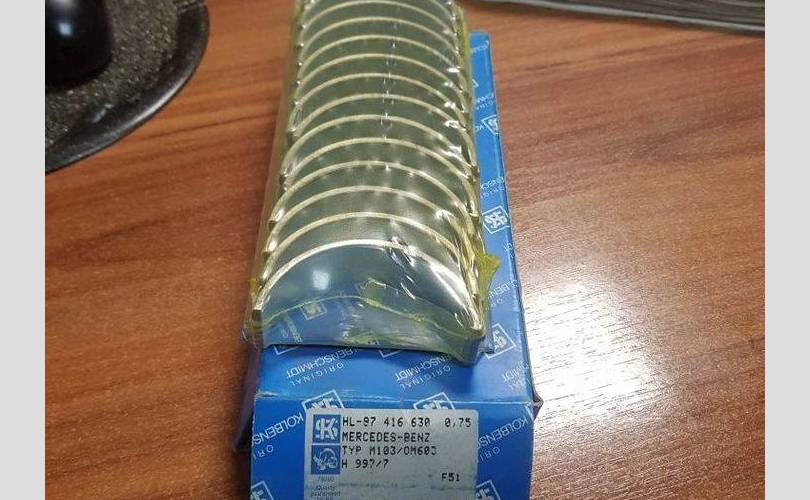 KOLBENSCHMIDT
ORIGINAL
HL-87 416 630 0,75
MERCEDES-BENZ
TYP M103/OM603
H 997/7
F51